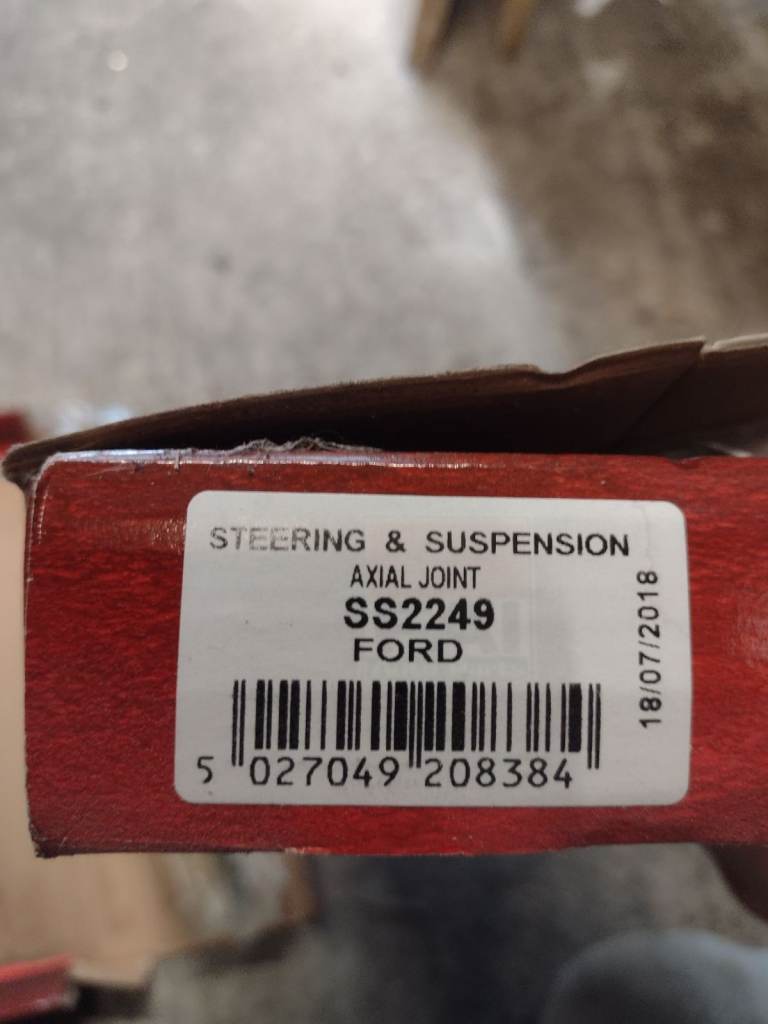 STEERING & SUSPENSION
AXIAL JOINT
SS2249
FORD
18/07/2018
5 027049 208384